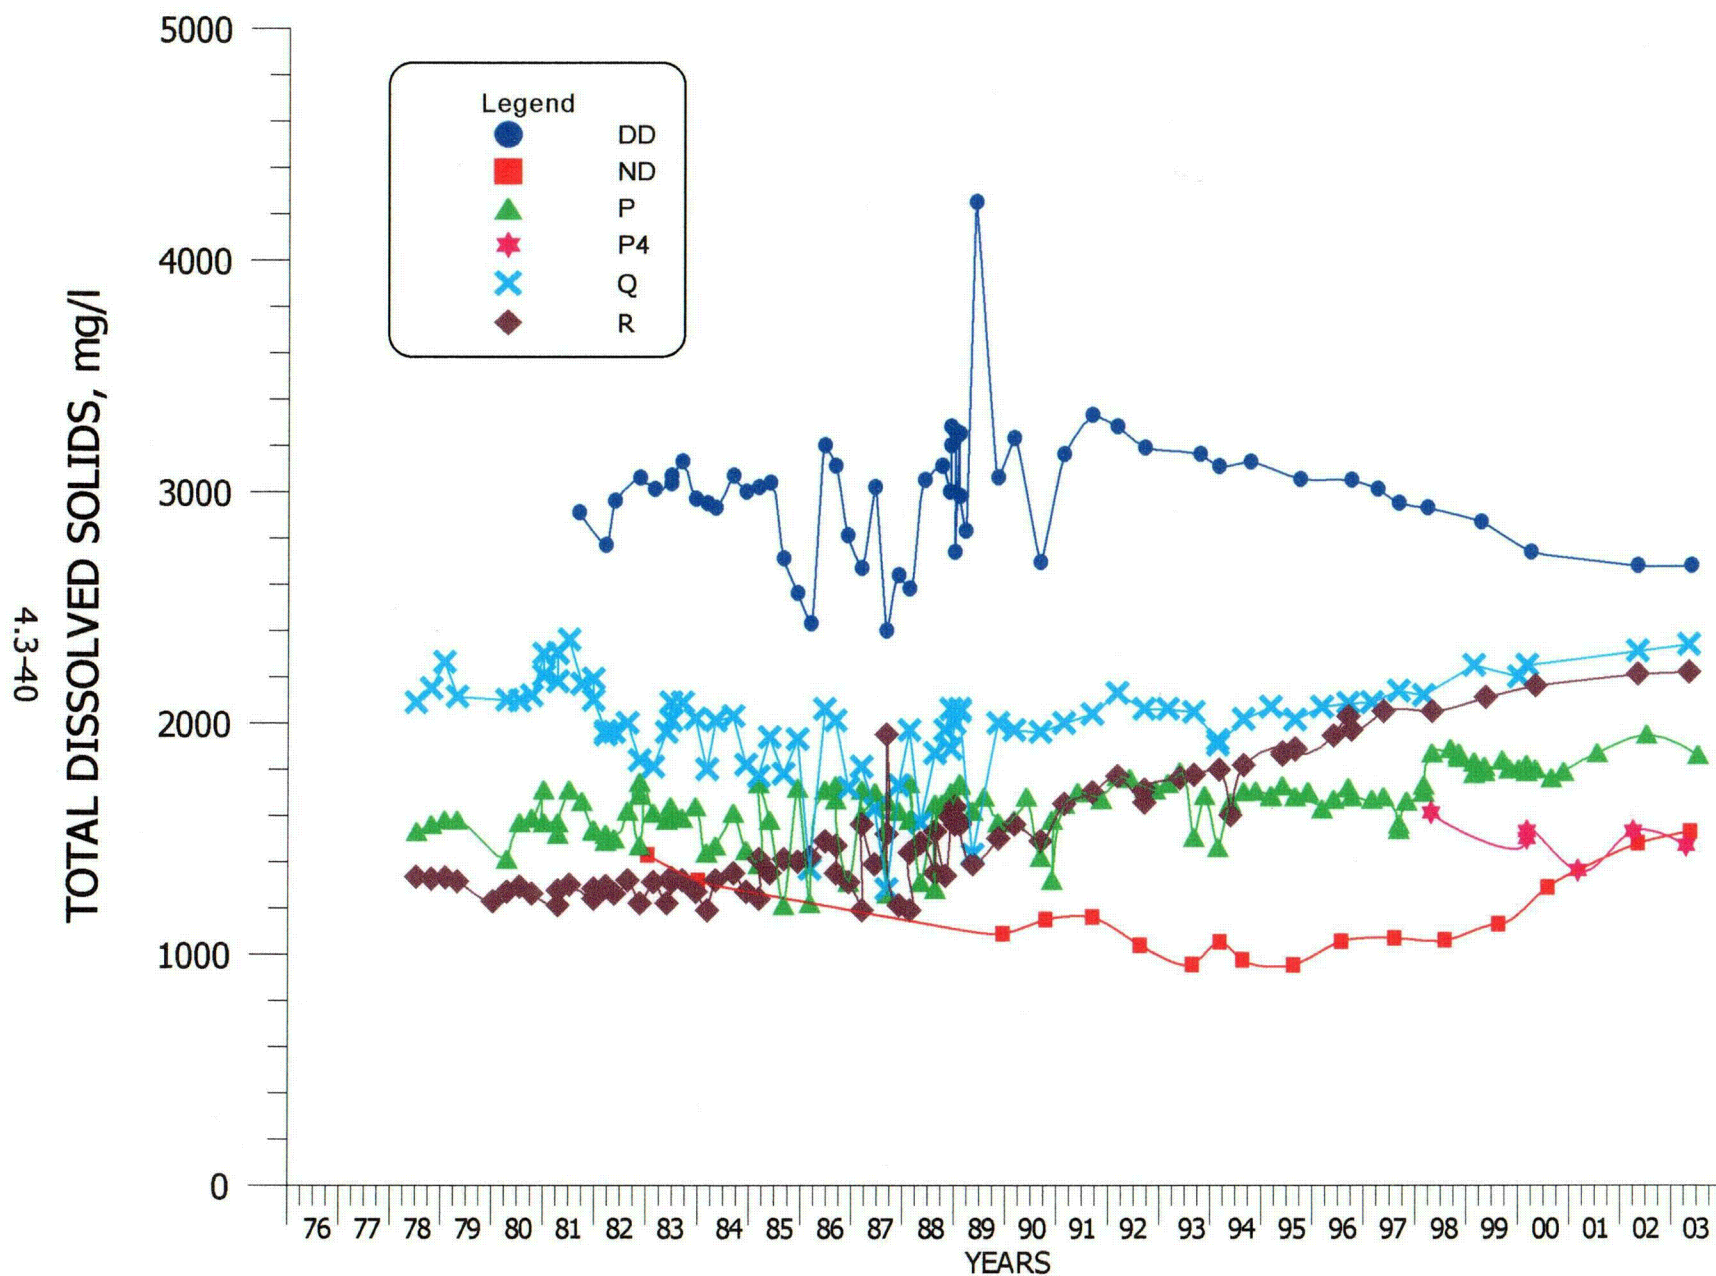 5000
4000
3000
2000
1000
0
TOTAL DISSOLVED SOLIDS, mg/l
4.3-40
Legend
DD
ND
P
P4
Q
R
76 77 78 79 80 81 82 83 84 85 86 87 88 89 90 91 92 93 94 95 96 97 98 99 00 01 02 03
YEARS